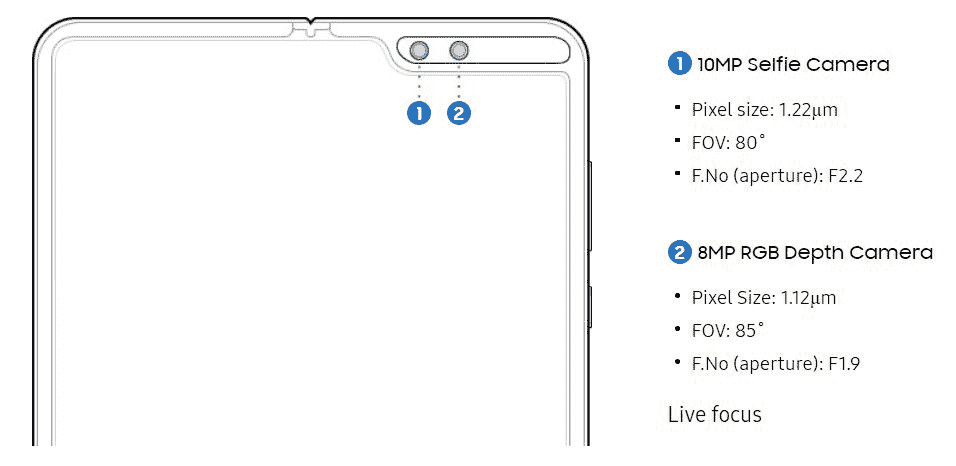 1 2
1 10MP Selfie Camera
▪ Pixel size: 1.22μm
▪ FOV: 80˚
▪ F.No (aperture): F2.2
2 8MP RGB Depth Camera
• Pixel Size: 1.12μm
• FOV: 85˚
• F.No (aperture): F1.9
Live focus